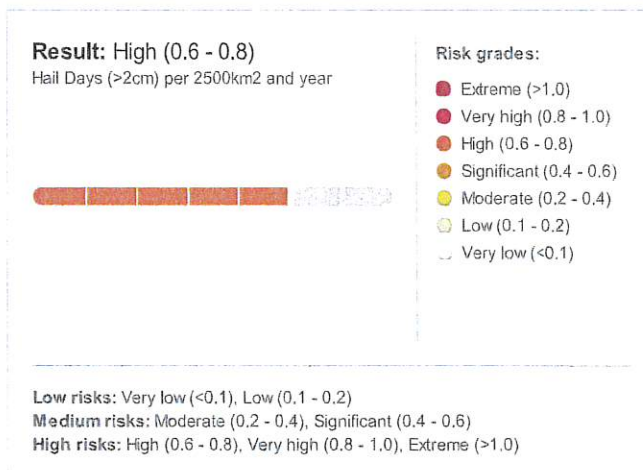 Result: High (0.6 - 0.8)
Hail Days (>2cm) per 2500km2 and year
Risk grades:
Extreme (>1.0)
Very high (0.8 - 1.0)
High (0.6 - 0.8)
Significant (0.4 - 0.6)
Moderate (0.2 - 0.4)
Low (0.1 - 0.2)
Very low (<0.1)
Low risks: Very low (<0.1), Low (0.1 - 0.2)
Medium risks: Moderate (0.2 - 0.4), Significant (0.4 - 0.6)
High risks: High (0.6 - 0.8), Very high (0.8 - 1.0), Extreme (>1.0)